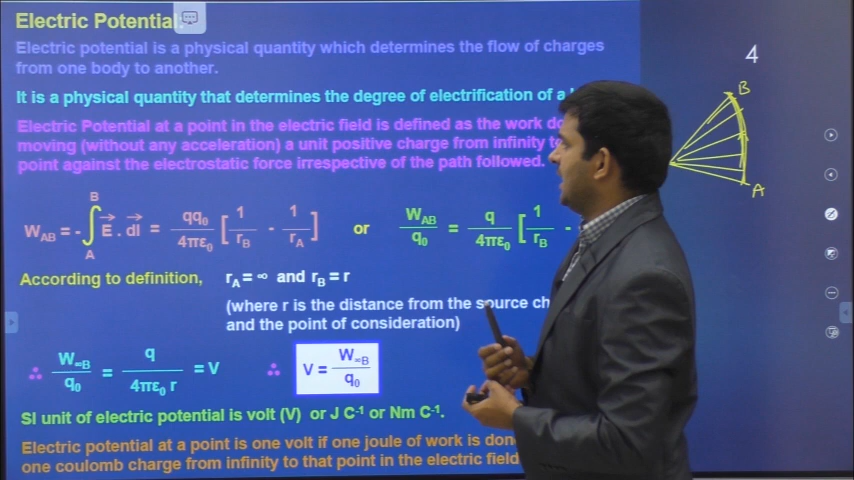 Electric Potential
Electric potential is a physical quantity which determines the flow of charges
from one body to another.
It is a physical quantity that determines the degree of electrification of a
Electric Potential at a point in the electric field is defined as the work
moving (without any acceleration) a unit positive charge from infinity
point against the electrostatic force irrespective of the path followed.
W_AB = - ∫_A^B E⃗ . dl⃗ = qq₀ / 4πε₀ [ 1/r_B - 1/r_A ] or W_AB / q₀ = q / 4πε₀ [ 1/r_B -
According to definition, r_A = ∞ and r_B = r
(where r is the distance from the source
and the point of consideration)
∴ W_∞B / q₀ = q / 4πε₀ r = V ∴ V = W_∞B / q₀
SI unit of electric potential is volt (V) or J C⁻¹ or Nm C⁻¹.
Electric potential at a point is one volt if one joule of work is
one coulomb charge from infinity to that point in the electric field
4
B
A